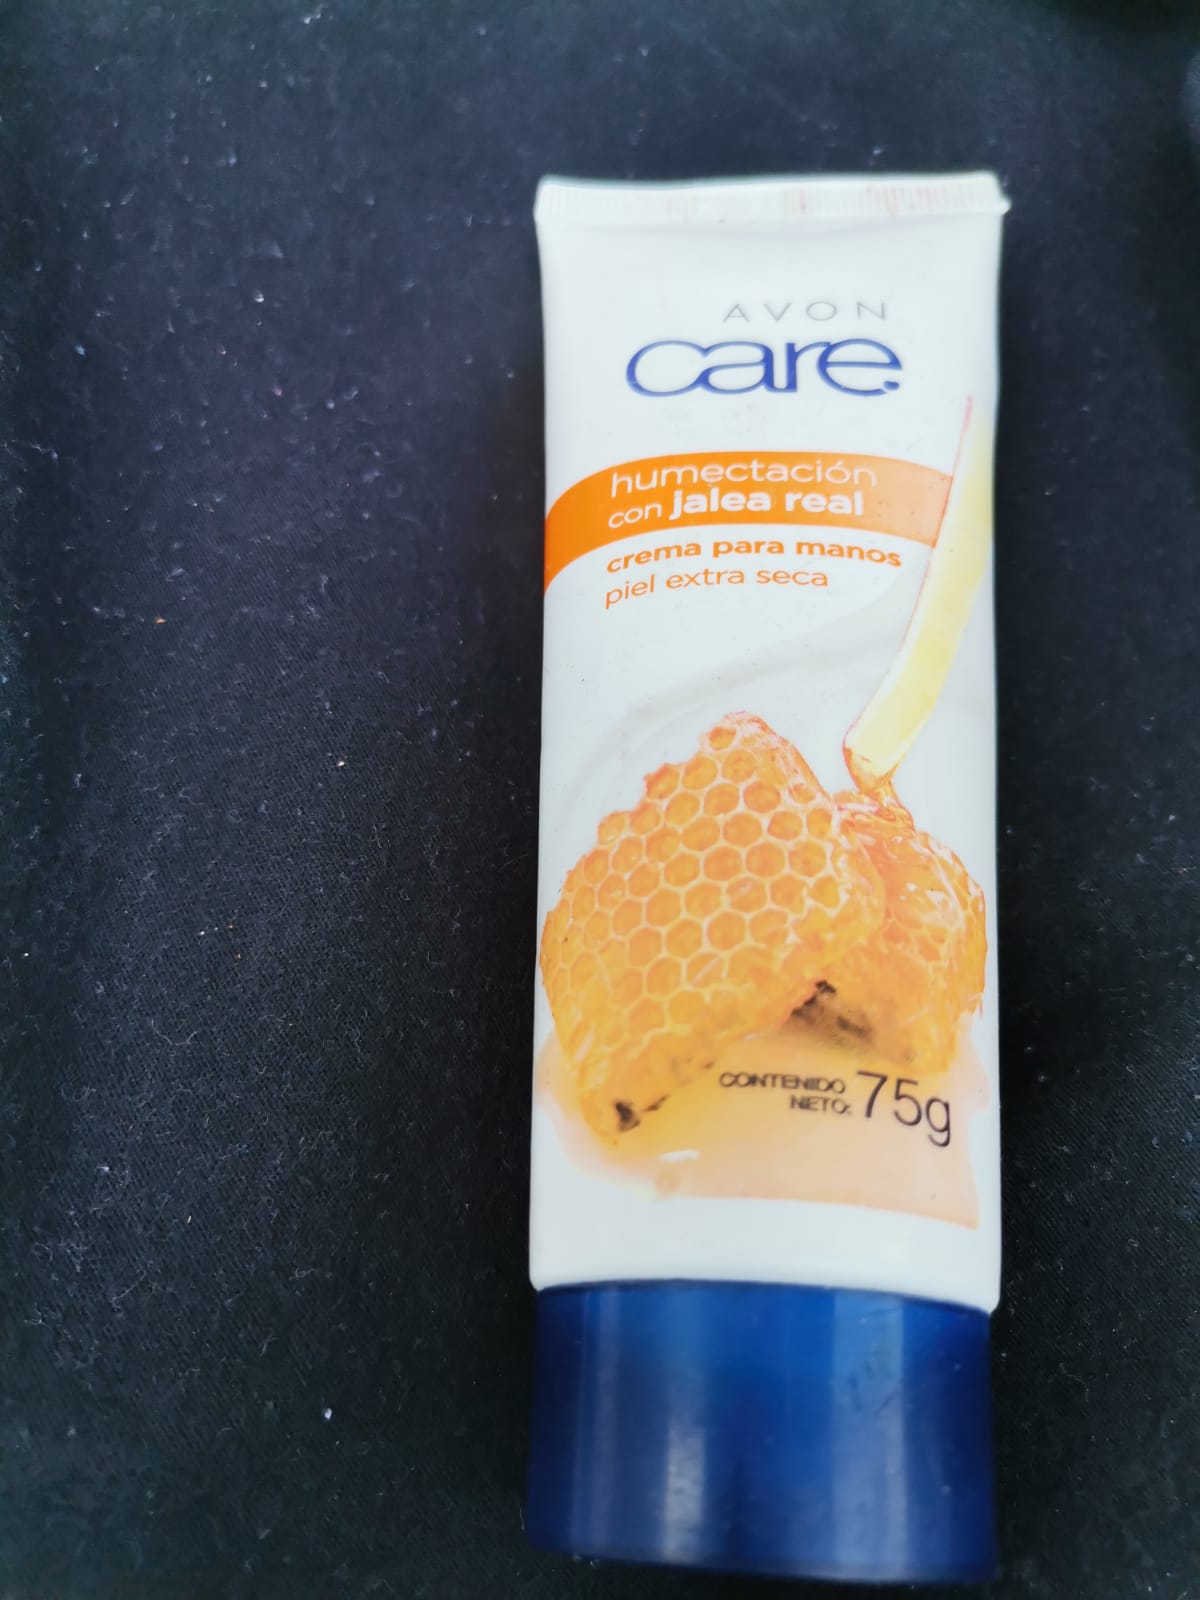 AVON
care.
humectación
con jalea real
crema para manos
piel extra seca
CONTENIDO
NETO: 75g